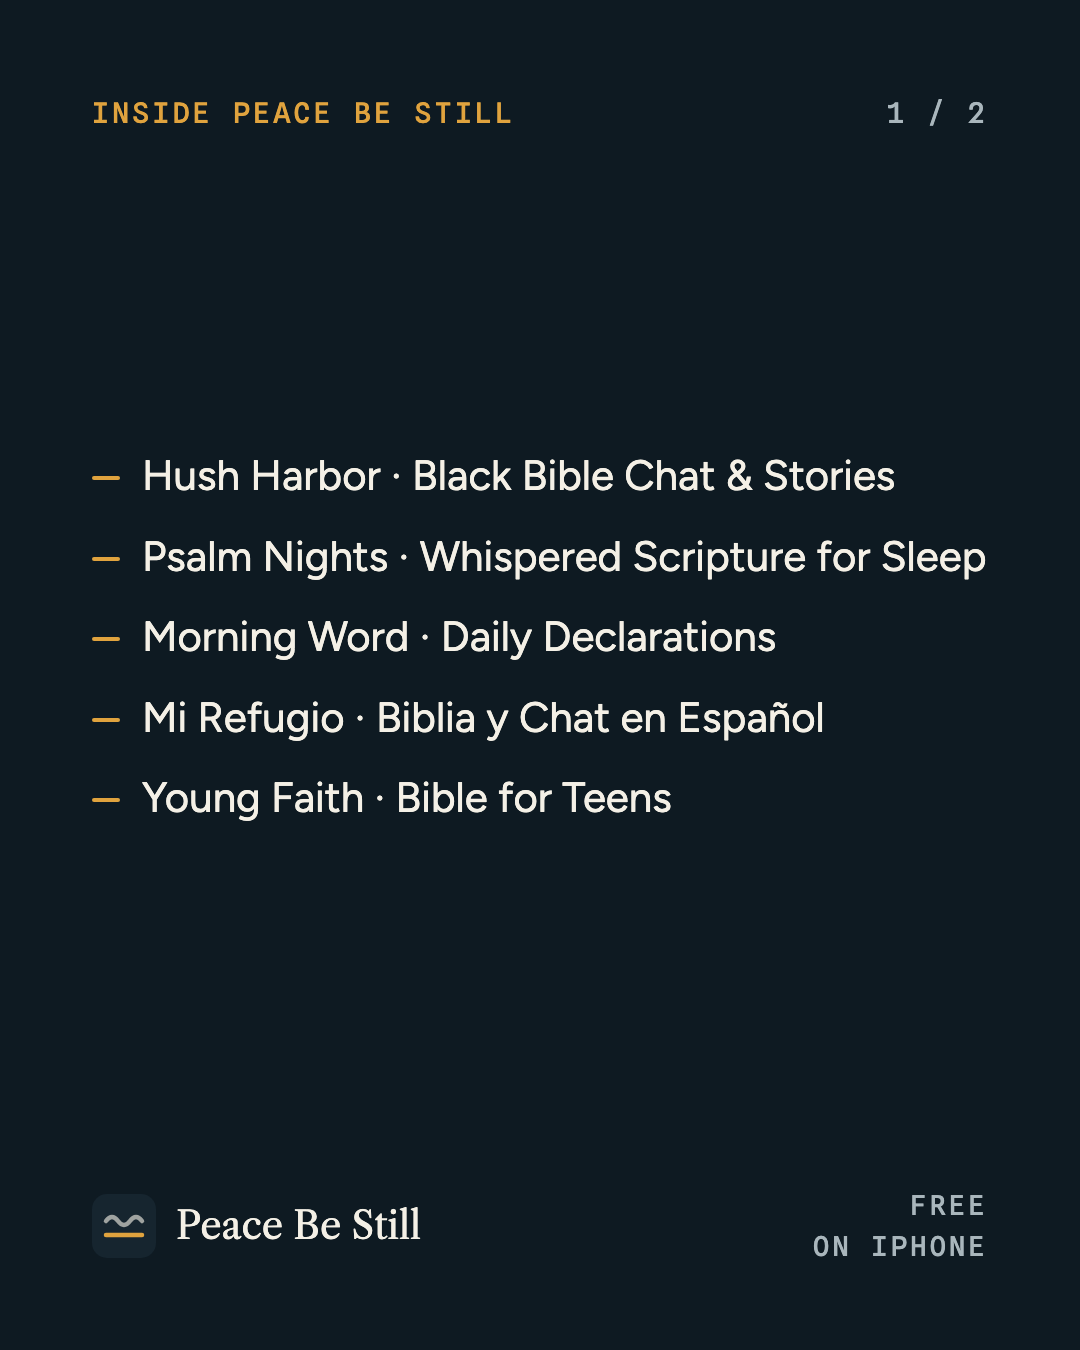 INSIDE PEACE BE STILL
1 / 2
— Hush Harbor · Black Bible Chat & Stories
— Psalm Nights · Whispered Scripture for Sleep
— Morning Word · Daily Declarations
— Mi Refugio · Biblia y Chat en Español
— Young Faith · Bible for Teens
Peace Be Still
FREE
ON IPHONE